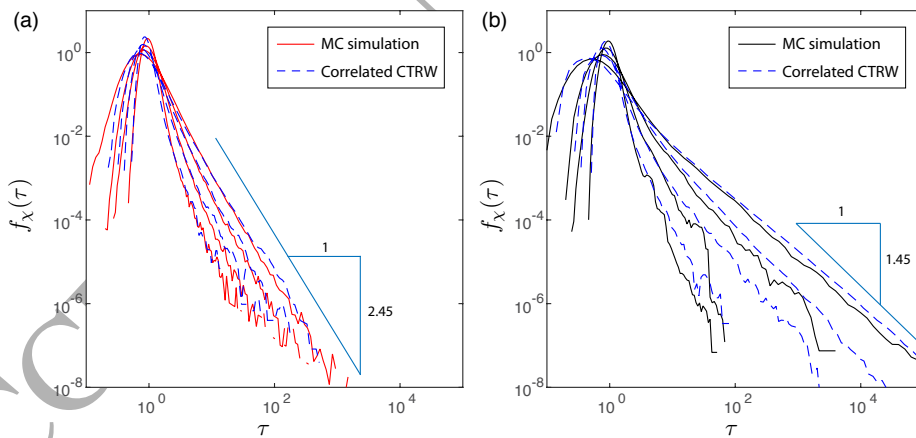 (a)
MC simulation
Correlated CTRW
10^0
10^-2
10^-4
10^-6
10^-8
f_χ(τ)
1
2.45
10^0
10^2
10^4
τ
(b)
MC simulation
Correlated CTRW
10^0
10^-2
10^-4
10^-6
10^-8
f_χ(τ)
1
1.45
10^0
10^2
10^4
τ